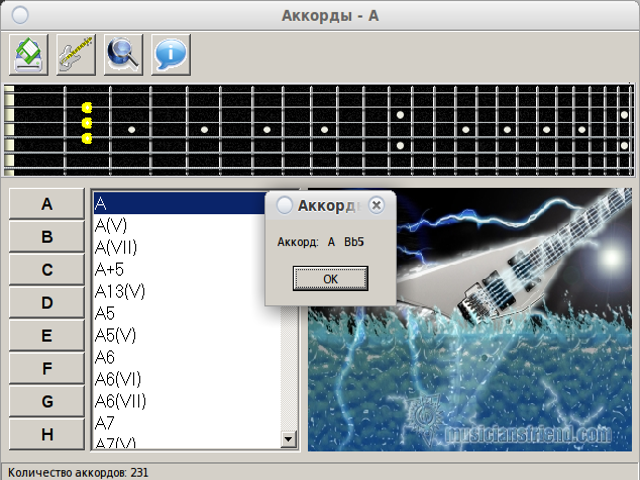 Аккорды - A
A
B
C
D
E
F
G
H
A
A(V)
A(VII)
A+5
A13(V)
A5
A5(V)
A6
A6(VI)
A6(VII)
A7
A7(V)
Аккорд
Аккорд: A Bb5
OK
musiciansfriend.com
Количество аккордов: 231